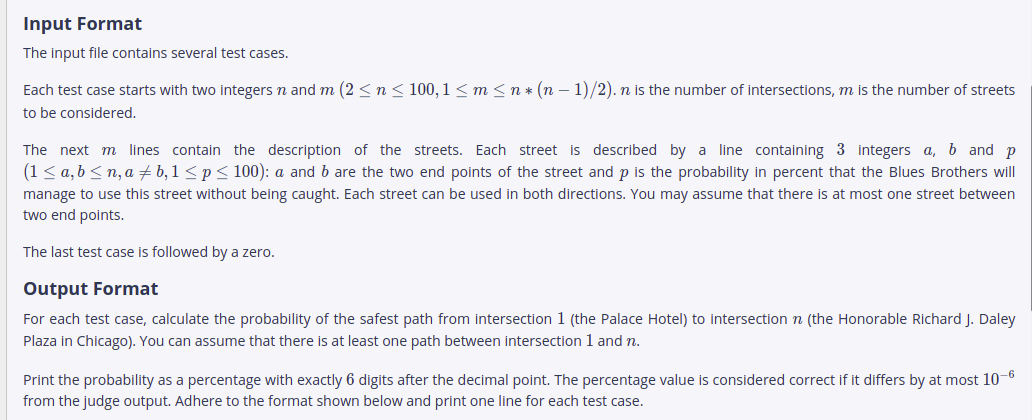 Input Format
The input file contains several test cases.
Each test case starts with two integers n and m (2 ≤ n ≤ 100, 1 ≤ m ≤ n ∗ (n − 1)/2). n is the number of intersections, m is the number of streets
to be considered.
The next m lines contain the description of the streets. Each street is described by a line containing 3 integers a, b and p
(1 ≤ a, b ≤ n, a ≠ b, 1 ≤ p ≤ 100): a and b are the two end points of the street and p is the probability in percent that the Blues Brothers will
manage to use this street without being caught. Each street can be used in both directions. You may assume that there is at most one street between
two end points.
The last test case is followed by a zero.
Output Format
For each test case, calculate the probability of the safest path from intersection 1 (the Palace Hotel) to intersection n (the Honorable Richard J. Daley
Plaza in Chicago). You can assume that there is at least one path between intersection 1 and n.
Print the probability as a percentage with exactly 6 digits after the decimal point. The percentage value is considered correct if it differs by at most 10⁻⁶
from the judge output. Adhere to the format shown below and print one line for each test case.